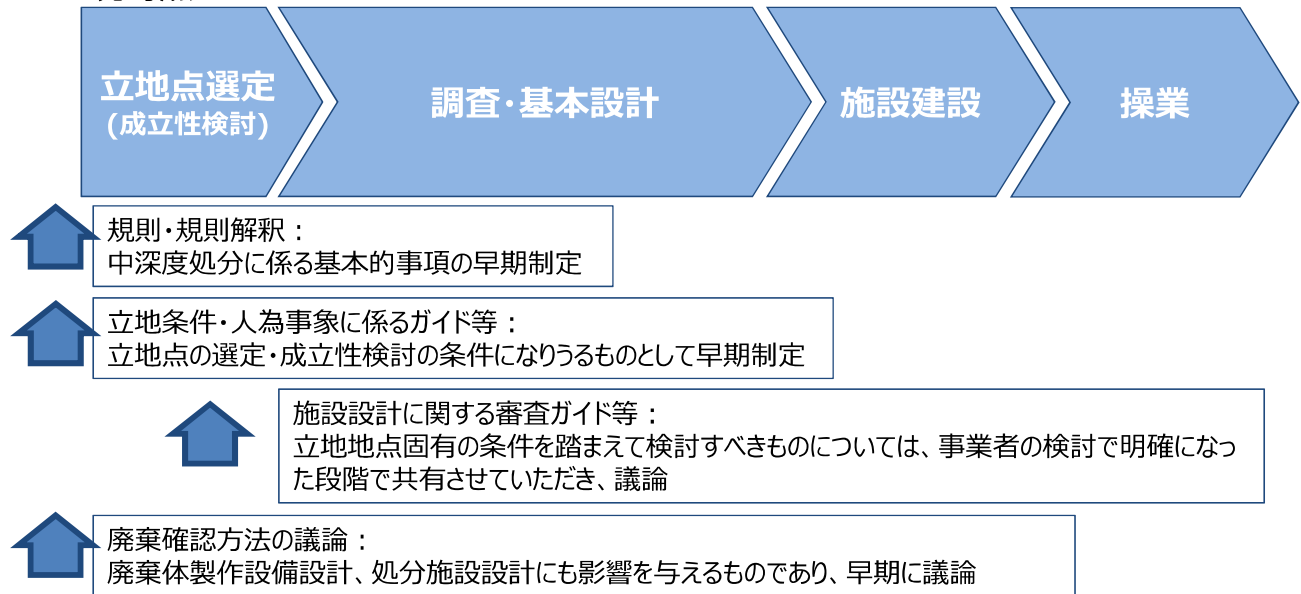 立地点選定
(成立性検討)
調査・基本設計
施設建設
操業
規則・規則解釈：
中深度処分に係る基本的事項の早期制定
立地条件・人為事象に係るガイド等：
立地点の選定・成立性検討の条件になりうるものとして早期制定
施設設計に関する審査ガイド等：
立地地点固有の条件を踏まえて検討すべきものについては、事業者の検討で明確になっ
た段階で共有させていただき、議論
廃棄確認方法の議論：
廃棄体製作設備設計、処分施設設計にも影響を与えるものであり、早期に議論